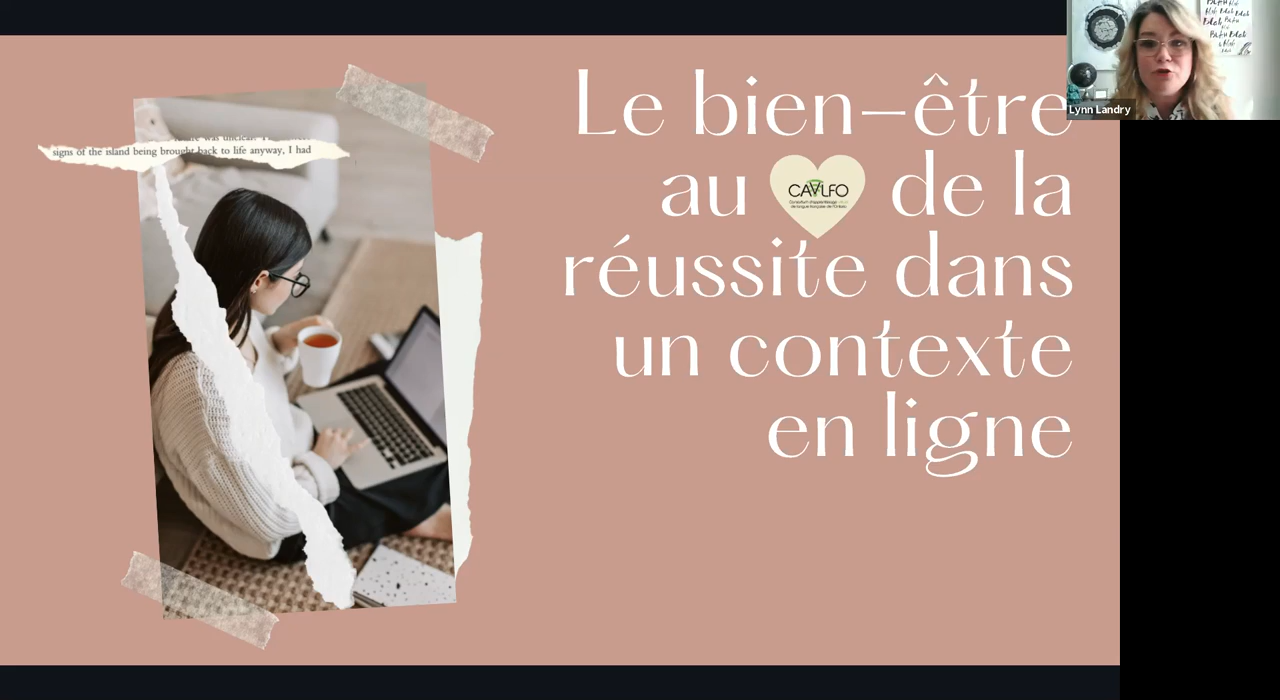 signs of the island being brought back to life anyway, I had
Le bien-être
au CAVLFO de la
réussite dans
un contexte
en ligne
Lynn Landry